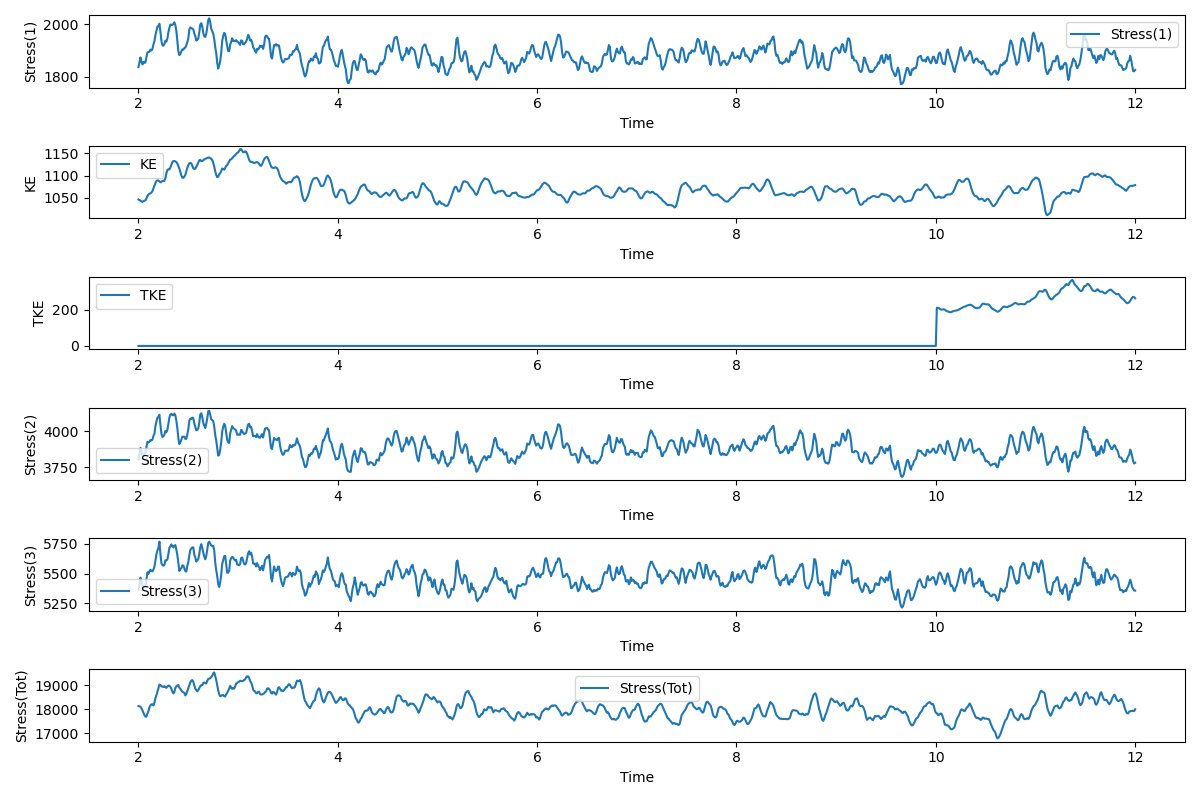 Stress(1)
2000
1800
Stress(1)
2 4 6 8 10 12
Time
KE
1150
1100
1050
KE
2 4 6 8 10 12
Time
TKE
200
0
TKE
2 4 6 8 10 12
Time
Stress(2)
4000
3750
Stress(2)
2 4 6 8 10 12
Time
Stress(3)
5750
5500
5250
Stress(3)
2 4 6 8 10 12
Time
Stress(Tot)
19000
18000
17000
Stress(Tot)
2 4 6 8 10 12
Time